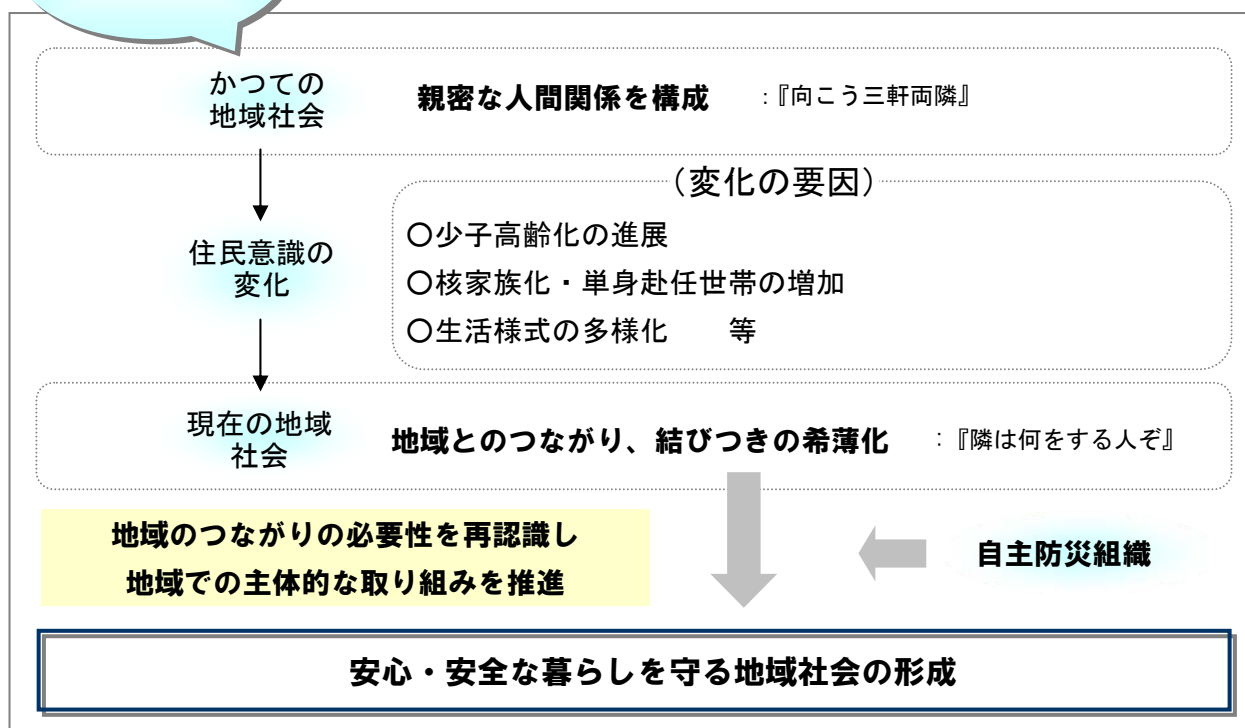 かつての
地域社会
親密な人間関係を構成 :『向こう三軒両隣』
(変化の要因)
住民意識の
変化
○少子高齢化の進展
○核家族化・単身赴任世帯の増加
○生活様式の多様化 等
現在の地域
社会
地域とのつながり、結びつきの希薄化 :『隣は何をする人ぞ』
地域のつながりの必要性を再認識し
地域での主体的な取り組みを推進
自主防災組織
安心・安全な暮らしを守る地域社会の形成